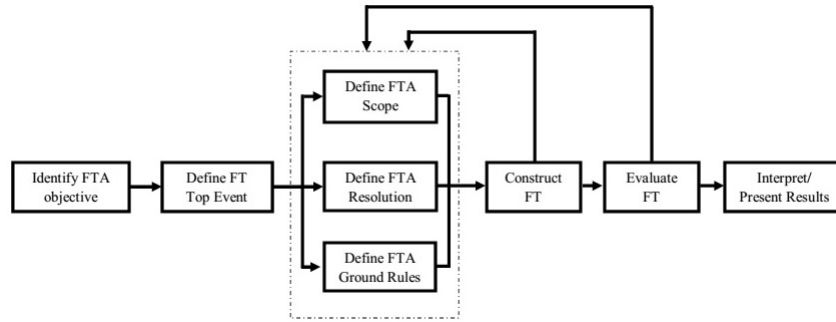 Identify FTA
objective
Define FT
Top Event
Define FTA
Scope
Define FTA
Resolution
Define FTA
Ground Rules
Construct
FT
Evaluate
FT
Interpret/
Present Results